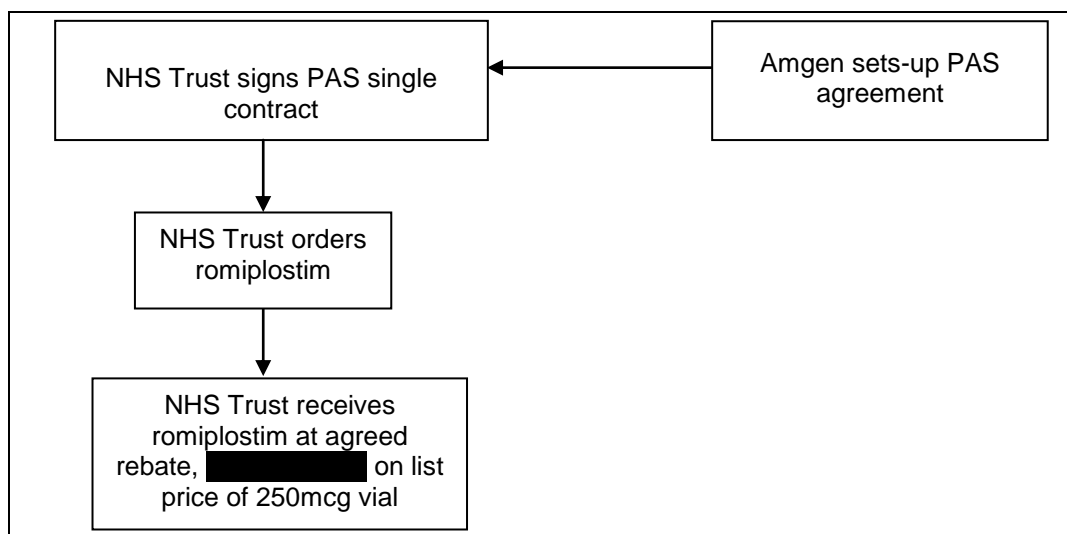 NHS Trust signs PAS single
contract
Amgen sets-up PAS
agreement
NHS Trust orders
romiplostim
NHS Trust receives
romiplostim at agreed
rebate, on list
price of 250mcg vial